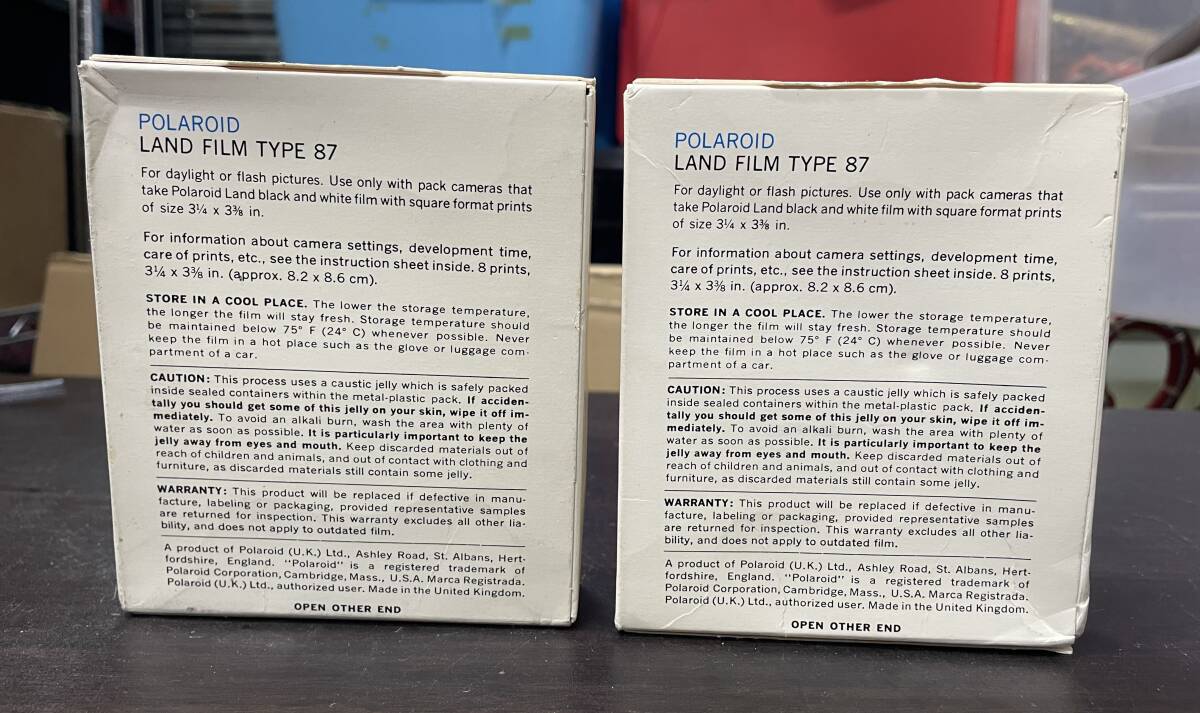 POLAROID
LAND FILM TYPE 87
For daylight or flash pictures. Use only with pack cameras that
take Polaroid Land black and white film with square format prints
of size 3¼ x 3⅜ in.
For information about camera settings, development time,
care of prints, etc., see the instruction sheet inside. 8 prints,
3¼ x 3⅜ in. (approx. 8.2 x 8.6 cm).
STORE IN A COOL PLACE. The lower the storage temperature,
the longer the film will stay fresh. Storage temperature should
be maintained below 75° F (24° C) whenever possible. Never
keep the film in a hot place such as the glove or luggage com-
partment of a car.
CAUTION: This process uses a caustic jelly which is safely packed
inside sealed containers within the metal-plastic pack. If acciden-
tally you should get some of this jelly on your skin, wipe it off im-
mediately. To avoid an alkali burn, wash the area with plenty of
water as soon as possible. It is particularly important to keep the
jelly away from eyes and mouth. Keep discarded materials out of
reach of children and animals, and out of contact with clothing and
furniture, as discarded materials still contain some jelly.
WARRANTY: This product will be replaced if defective in manu-
facture, labeling or packaging, provided representative samples
are returned for inspection. This warranty excludes all other lia-
bility, and does not apply to outdated film.
A product of Polaroid (U.K.) Ltd., Ashley Road, St. Albans, Hert-
fordshire, England. "Polaroid" is a registered trademark of
Polaroid Corporation, Cambridge, Mass., U.S.A. Marca Registrada.
Polaroid (U.K.) Ltd., authorized user. Made in the United Kingdom.
OPEN OTHER END
POLAROID
LAND FILM TYPE 87
For daylight or flash pictures. Use only with pack cameras that
take Polaroid Land black and white film with square format prints
of size 3¼ x 3⅜ in.
For information about camera settings, development time,
care of prints, etc., see the instruction sheet inside. 8 prints,
3¼ x 3⅜ in. (approx. 8.2 x 8.6 cm).
STORE IN A COOL PLACE. The lower the storage temperature,
the longer the film will stay fresh. Storage temperature should
be maintained below 75° F (24° C) whenever possible. Never
keep the film in a hot place such as the glove or luggage com-
partment of a car.
CAUTION: This process uses a caustic jelly which is safely packed
inside sealed containers within the metal-plastic pack. If acciden-
tally you should get some of this jelly on your skin, wipe it off im-
mediately. To avoid an alkali burn, wash the area with plenty of
water as soon as possible. It is particularly important to keep the
jelly away from eyes and mouth. Keep discarded materials out of
reach of children and animals, and out of contact with clothing and
furniture, as discarded materials still contain some jelly.
WARRANTY: This product will be replaced if defective in manu-
facture, labeling or packaging, provided representative samples
are returned for inspection. This warranty excludes all other lia-
bility, and does not apply to outdated film.
A product of Polaroid (U.K.) Ltd., Ashley Road, St. Albans, Hert-
fordshire, England. "Polaroid" is a registered trademark of
Polaroid Corporation, Cambridge, Mass., U.S.A. Marca Registrada.
Polaroid (U.K.) Ltd., authorized user. Made in the United Kingdom.
OPEN OTHER END